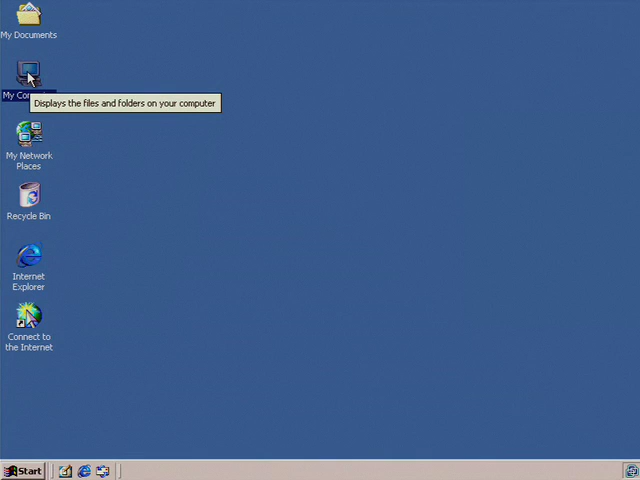 My Documents
My Co
Displays the files and folders on your computer
My Network
Places
Recycle Bin
Internet
Explorer
Connect to
the Internet
Start